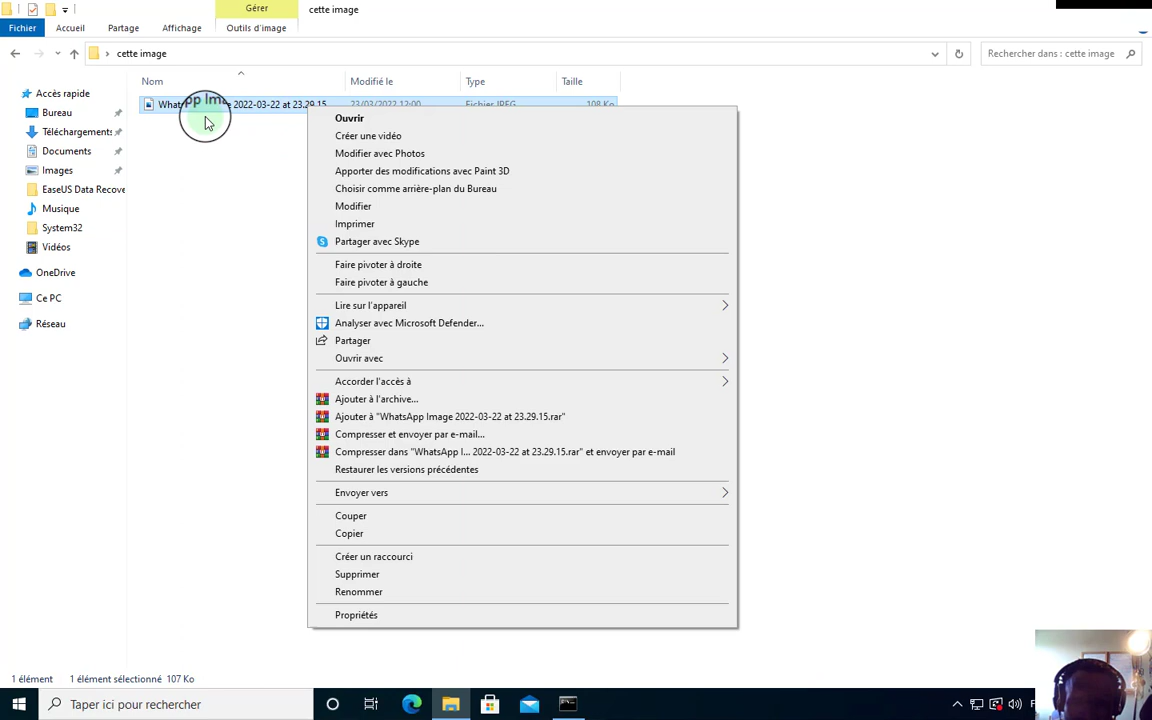 Gérer
cette image
Fichier
Accueil
Partage
Affichage
Outils d'image
cette image
Rechercher dans : cette image
Nom
Modifié le
Type
Taille
Accès rapide
Bureau
Téléchargements
Documents
Images
EaseUS Data Recove
Musique
System32
Vidéos
OneDrive
Ce PC
Réseau
WhatsApp Image 2022-03-22 at 23.29.15
23/03/2022 12:00
Fichier JPEG
108 Ko
Ouvrir
Créer une vidéo
Modifier avec Photos
Apporter des modifications avec Paint 3D
Choisir comme arrière-plan du Bureau
Modifier
Imprimer
Partager avec Skype
Faire pivoter à droite
Faire pivoter à gauche
Lire sur l'appareil
Analyser avec Microsoft Defender...
Partager
Ouvrir avec
Accorder l'accès à
Ajouter à l'archive...
Ajouter à "WhatsApp Image 2022-03-22 at 23.29.15.rar"
Compresser et envoyer par e-mail...
Compresser dans "WhatsApp I... 2022-03-22 at 23.29.15.rar" et envoyer par e-mail
Restaurer les versions précédentes
Envoyer vers
Couper
Copier
Créer un raccourci
Supprimer
Renommer
Propriétés
1 élément
1 élément sélectionné 107 Ko
Taper ici pour rechercher